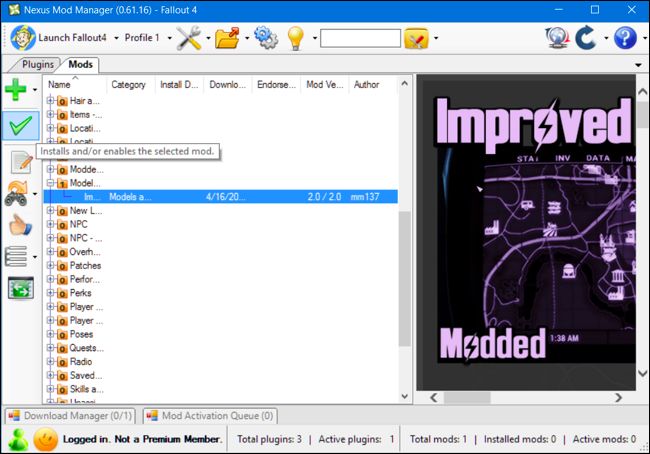 Nexus Mod Manager (0.61.16) - Fallout 4
Launch Fallout4 Profile 1
Plugins Mods
Name Category Install D... Downlo... Endorse... Mod Ve... Author
Hair a...
Items -...
Locati...
Installs and/or enables the selected mod.
Modde...
Model...
Im... Models a... 4/16/20... 2.0 / 2.0 mm137
New L...
NPC
NPC - ...
Overh...
Patches
Perfor...
Perks
Player ...
Player ...
Poses
Quests...
Radio
Saved...
Skills a...
Improved
STAT INV DATA MA
1:38 AM
Modded
Download Manager (0/1) Mod Activation Queue (0)
Logged in. Not a Premium Member. Total plugins: 3 Active plugins: 1 Total mods: 1 Installed mods: 0 Active mods: 0